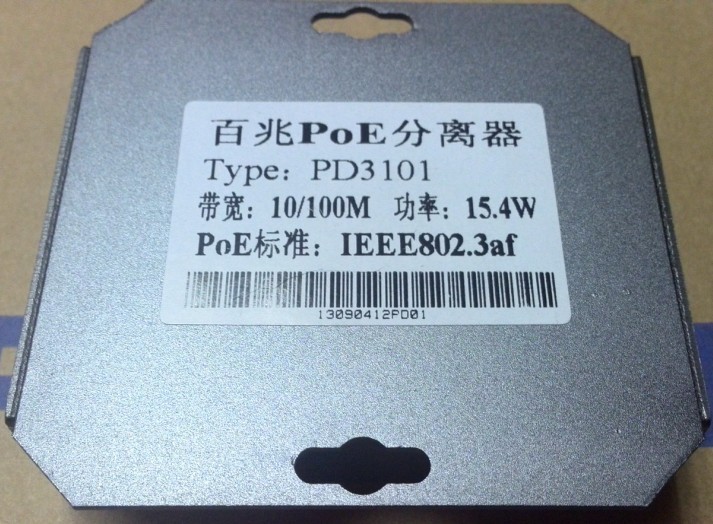 百兆PoE分离器
Type: PD3101
带宽: 10/100M 功率: 15.4W
PoE标准: IEEE802.3af
13090412PD01